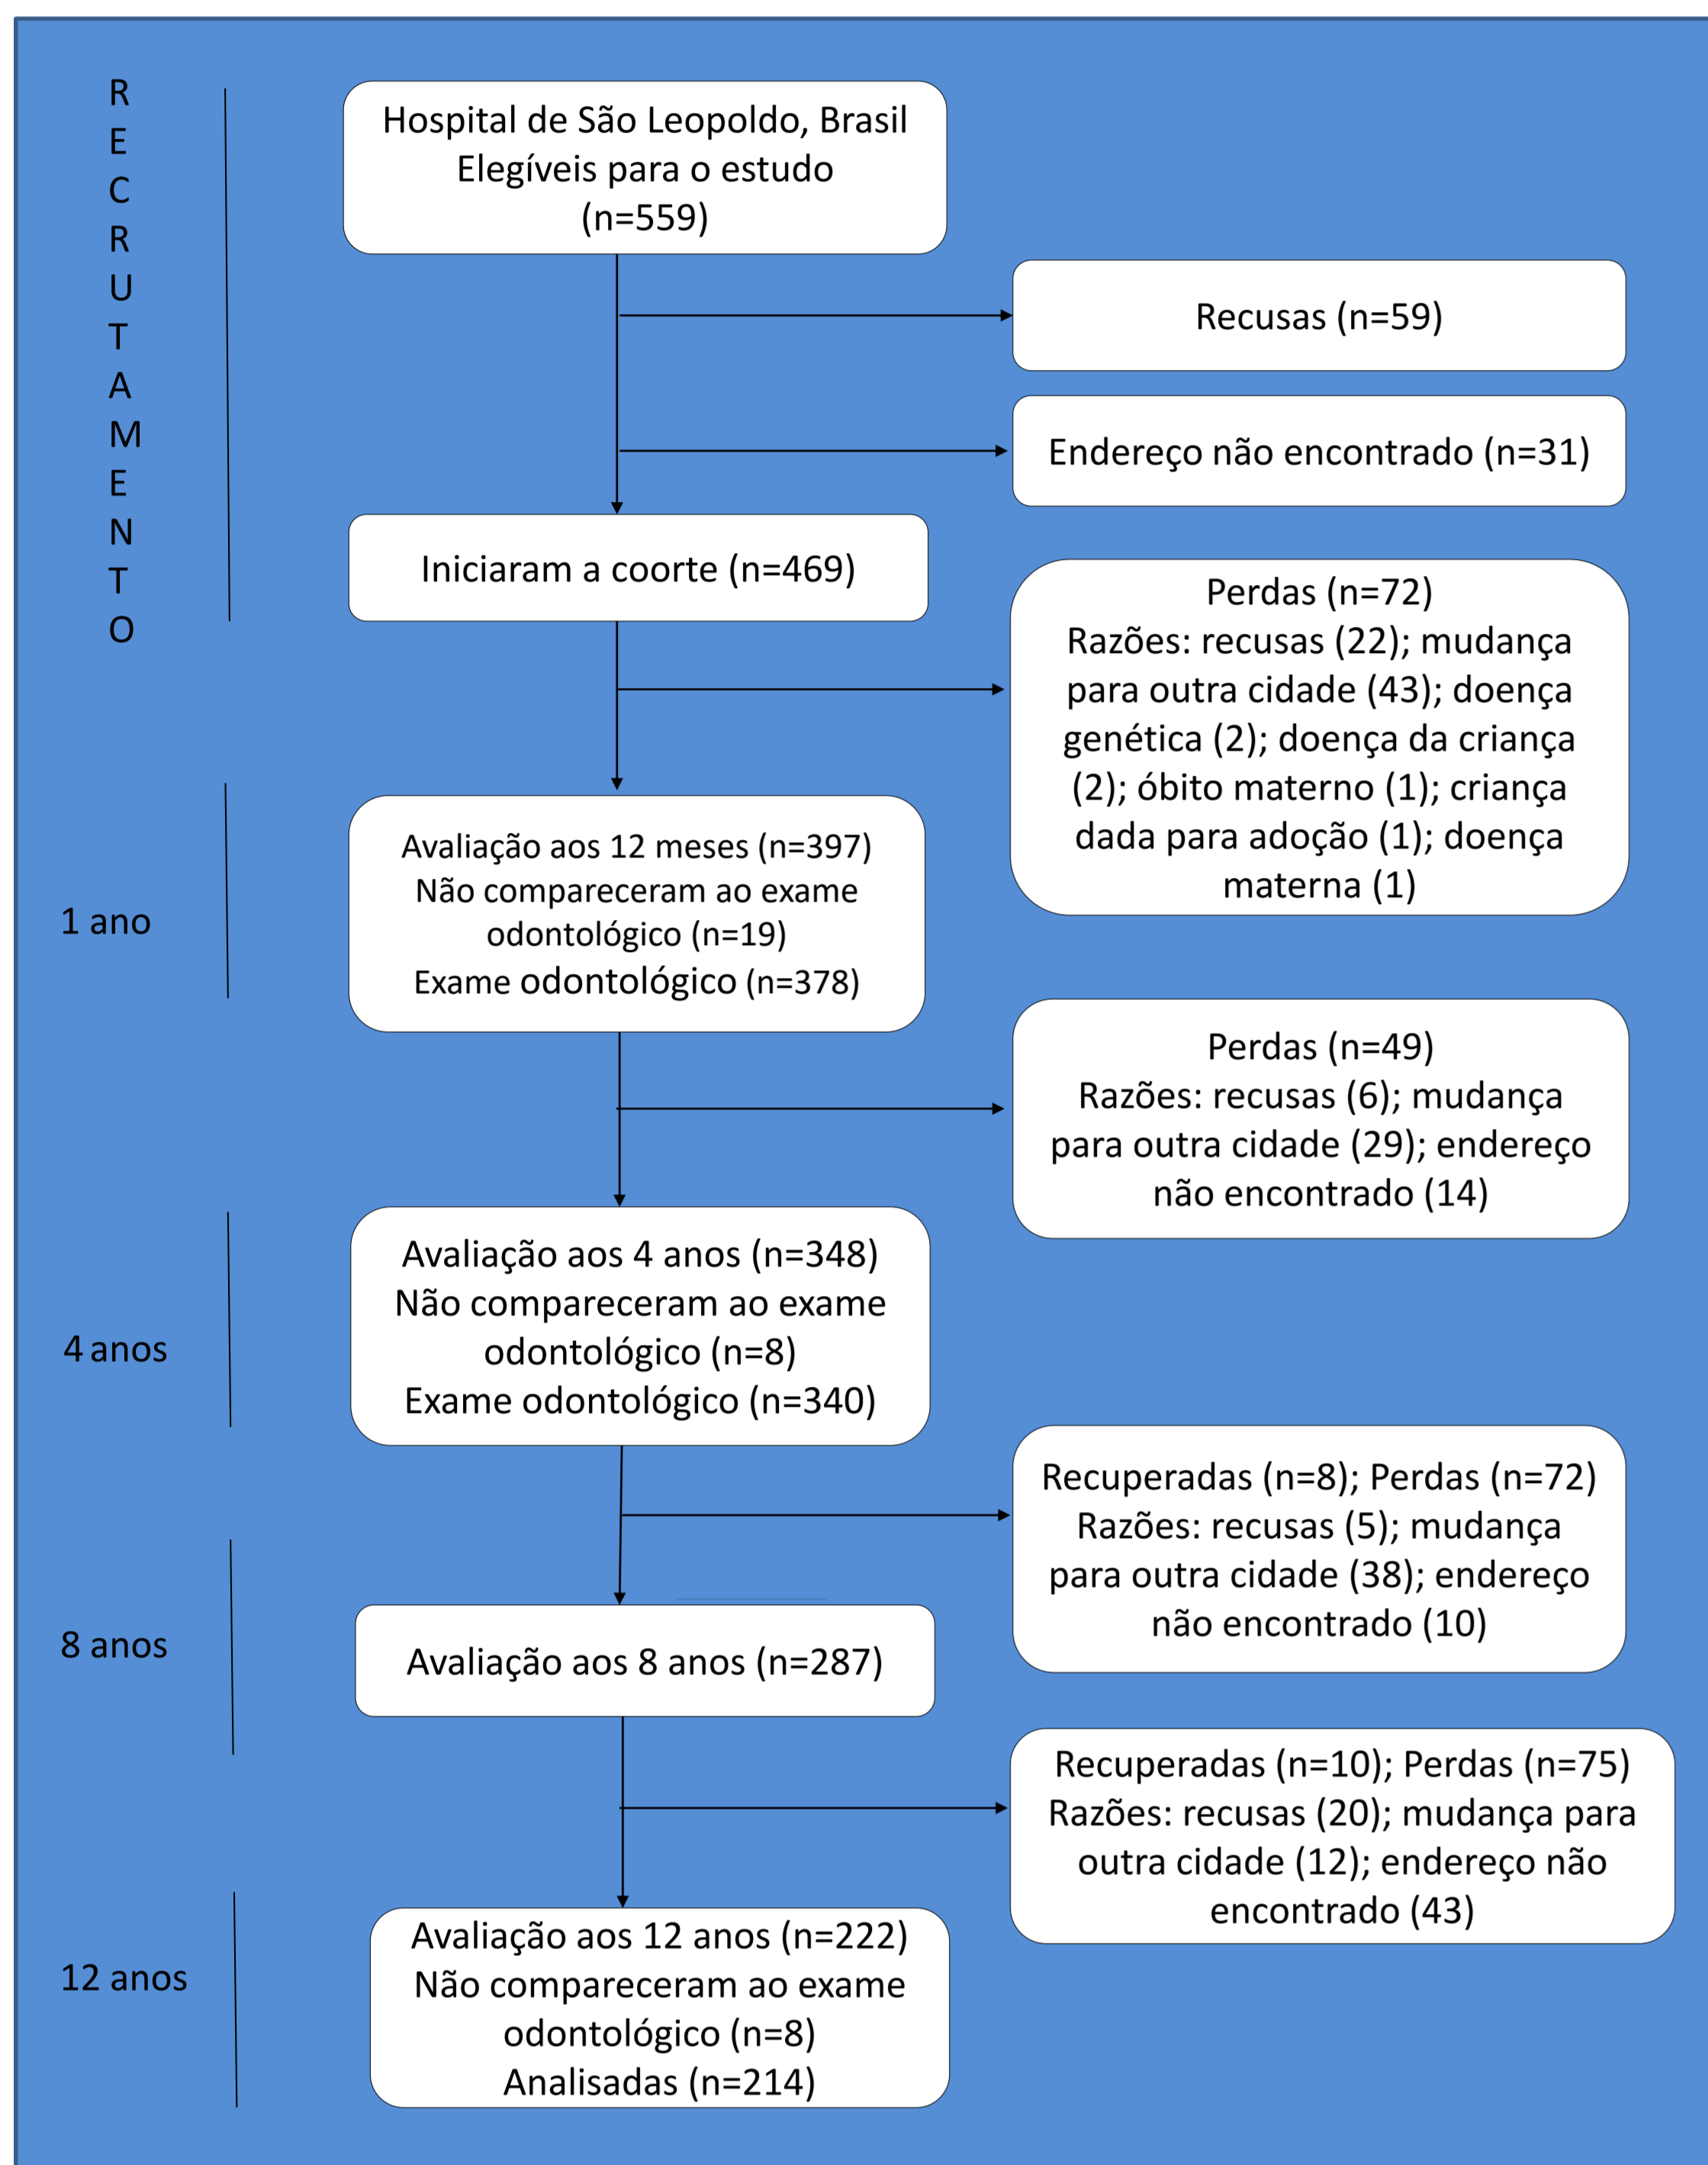 R
E
C
R
U
T
A
M
E
N
T
O
Hospital de São Leopoldo, Brasil
Elegíveis para o estudo
(n=559)
Recusas (n=59)
Endereço não encontrado (n=31)
Iniciaram a coorte (n=469)
Perdas (n=72)
Razões: recusas (22); mudança
para outra cidade (43); doença
genética (2); doença da criança
(2); óbito materno (1); criança
dada para adoção (1); doença
materna (1)
1 ano
Avaliação aos 12 meses (n=397)
Não compareceram ao exame
odontológico (n=19)
Exame odontológico (n=378)
Perdas (n=49)
Razões: recusas (6); mudança
para outra cidade (29); endereço
não encontrado (14)
4 anos
Avaliação aos 4 anos (n=348)
Não compareceram ao exame
odontológico (n=8)
Exame odontológico (n=340)
Recuperadas (n=8); Perdas (n=72)
Razões: recusas (5); mudança
para outra cidade (38); endereço
não encontrado (10)
8 anos
Avaliação aos 8 anos (n=287)
Recuperadas (n=10); Perdas (n=75)
Razões: recusas (20); mudança para
outra cidade (12); endereço não
encontrado (43)
12 anos
Avaliação aos 12 anos (n=222)
Não compareceram ao exame
odontológico (n=8)
Analisadas (n=214)